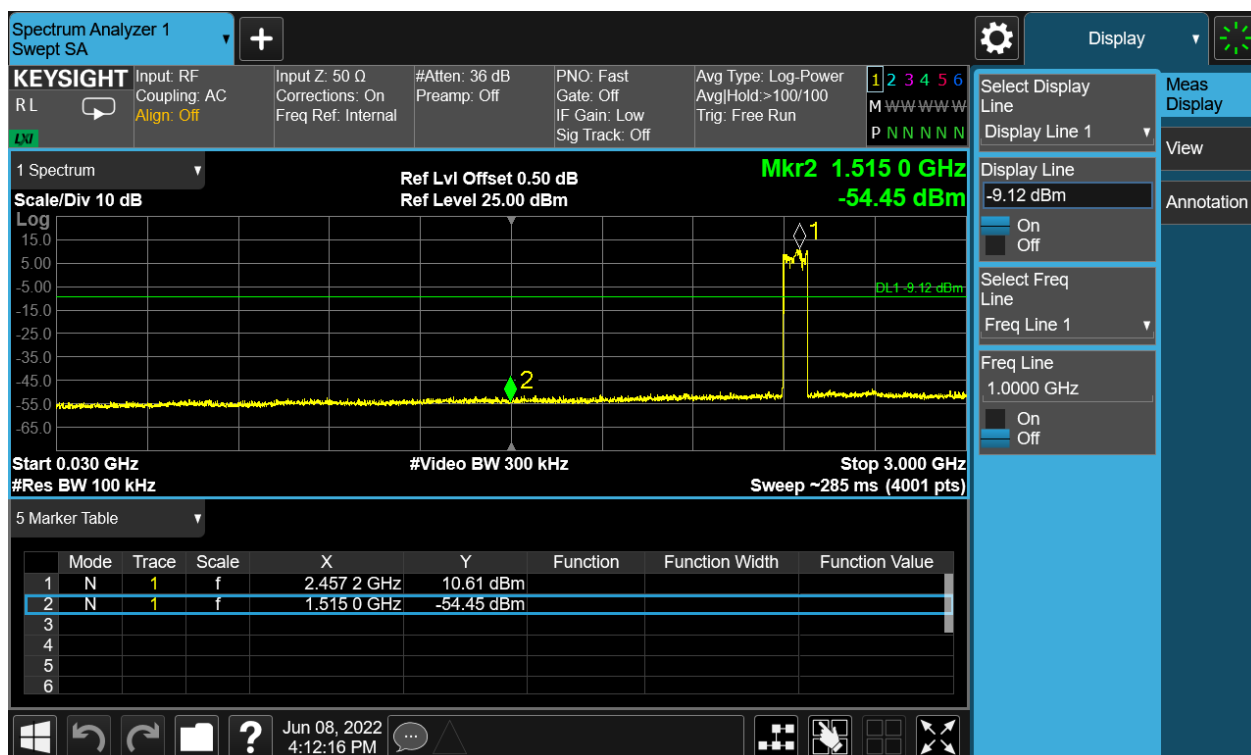 Spectrum Analyzer 1
Swept SA
+
Display
KEYSIGHT
R L
LXI
Input: RF
Coupling: AC
Align: Off
Input Z: 50 Ω
Corrections: On
Freq Ref: Internal
#Atten: 36 dB
Preamp: Off
PNO: Fast
Gate: Off
IF Gain: Low
Sig Track: Off
Avg Type: Log-Power
Avg|Hold:>100/100
Trig: Free Run
1 2 3 4 5 6
M W W W W W
P N N N N N
1 Spectrum
Scale/Div 10 dB
Ref Lvl Offset 0.50 dB
Ref Level 25.00 dBm
Mkr2 1.515 0 GHz
-54.45 dBm
Log
15.0
5.00
-5.00
-15.0
-25.0
-35.0
-45.0
-55.0
-65.0
1
DL1 -9.12 dBm
2
Start 0.030 GHz
#Video BW 300 kHz
Stop 3.000 GHz
#Res BW 100 kHz
Sweep ~285 ms (4001 pts)
5 Marker Table
Mode Trace Scale X Y Function Function Width Function Value
1 N 1 f 2.457 2 GHz 10.61 dBm
2 N 1 f 1.515 0 GHz -54.45 dBm
3
4
5
6
Select Display
Line
Display Line 1
Display Line
-9.12 dBm
On
Off
Select Freq
Line
Freq Line 1
Freq Line
1.0000 GHz
On
Off
Meas
Display
View
Annotation
?
Jun 08, 2022
4:12:16 PM